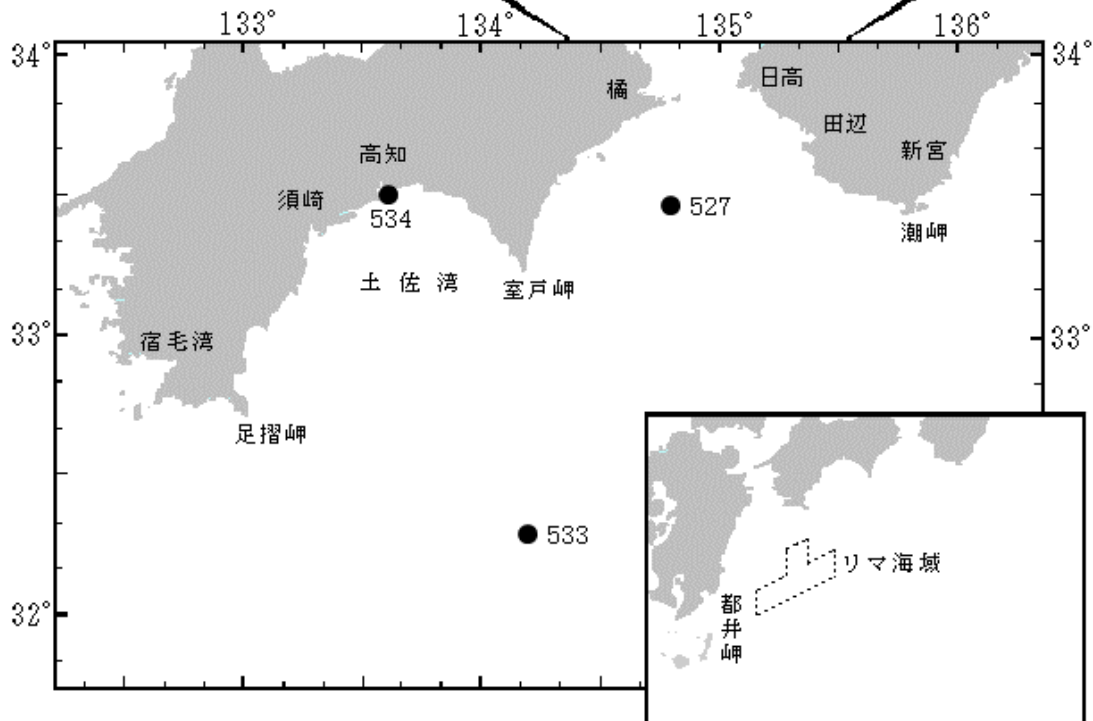 133° 134° 135° 136°
34° 34°
日高
橘
田辺
高知 新宮
須崎
534
527
潮岬
土佐湾 室戸岬
33° 33°
宿毛湾
足摺岬
533
リマ海域
都井岬
32°